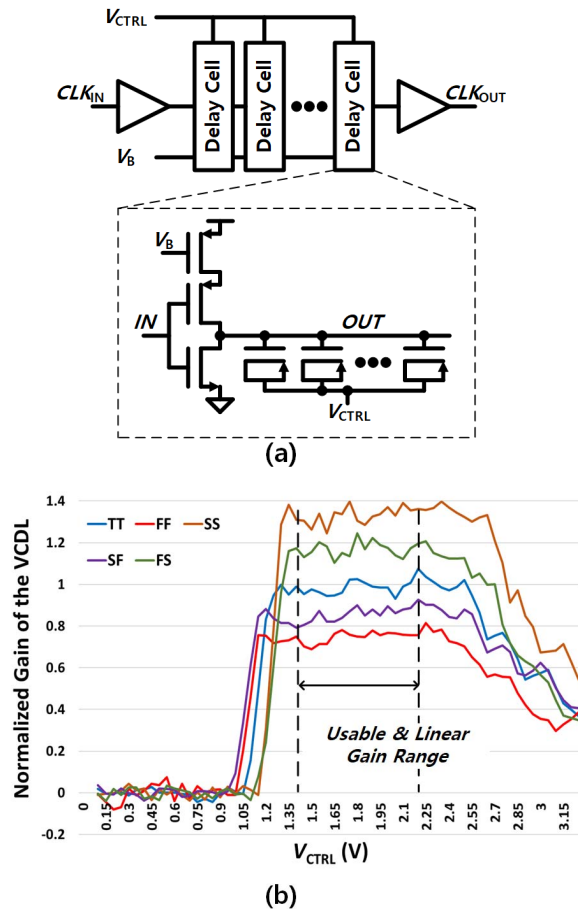 VCTRL
CLKIN
Delay Cell
Delay Cell
Delay Cell
CLKOUT
VB
VB
IN
OUT
VCTRL
(a)
Normalized Gain of the VCDL
1.4
1.2
1
0.8
0.6
0.4
0.2
0
-0.2
TT
FF
SS
SF
FS
Usable & Linear
Gain Range
0
0.15
0.3
0.45
0.6
0.75
0.9
1.05
1.2
1.35
1.5
1.65
1.8
1.95
2.1
2.25
2.4
2.55
2.7
2.85
3
3.15
VCTRL (V)
(b)